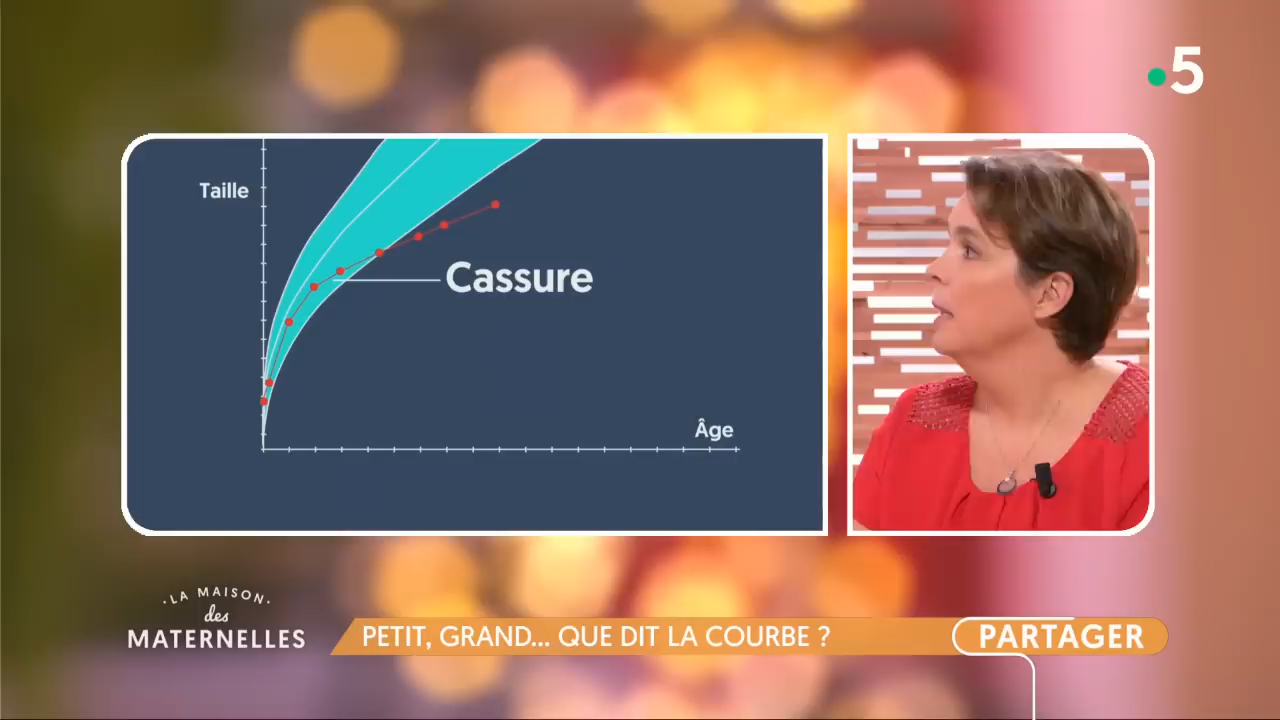 5
Taille
Cassure
Âge
·LA MAISON·
des
MATERNELLES
PETIT, GRAND... QUE DIT LA COURBE ?
PARTAGER